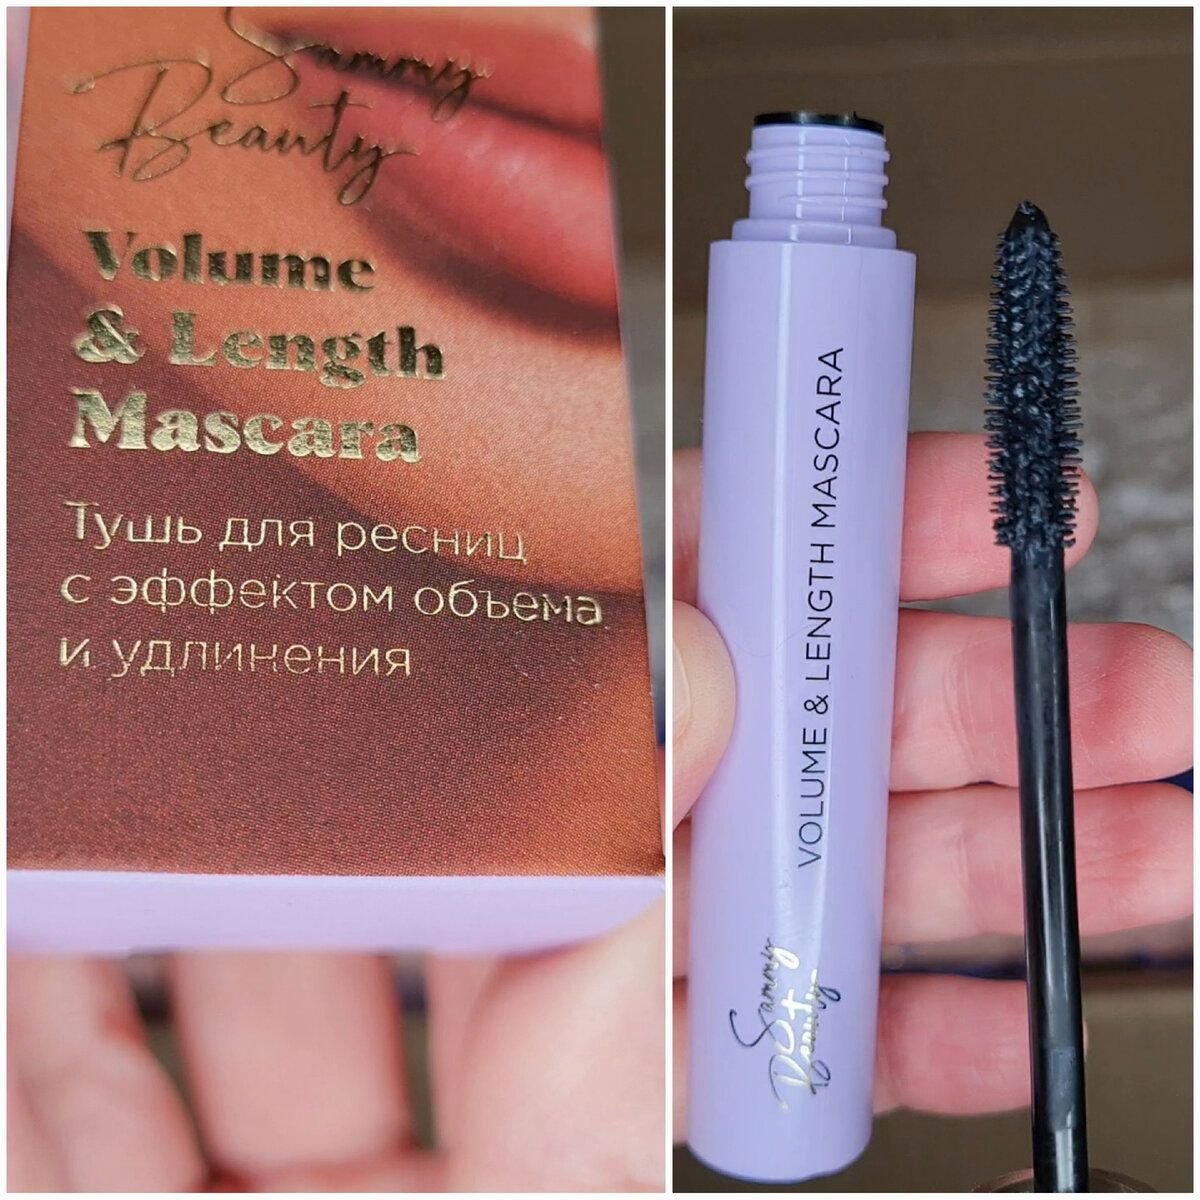 Sammy
Beauty
Volume
& Length
Mascara
Тушь для ресниц
с эффектом объема
и удлинения
VOLUME & LENGTH MASCARA
Sammy
Beauty